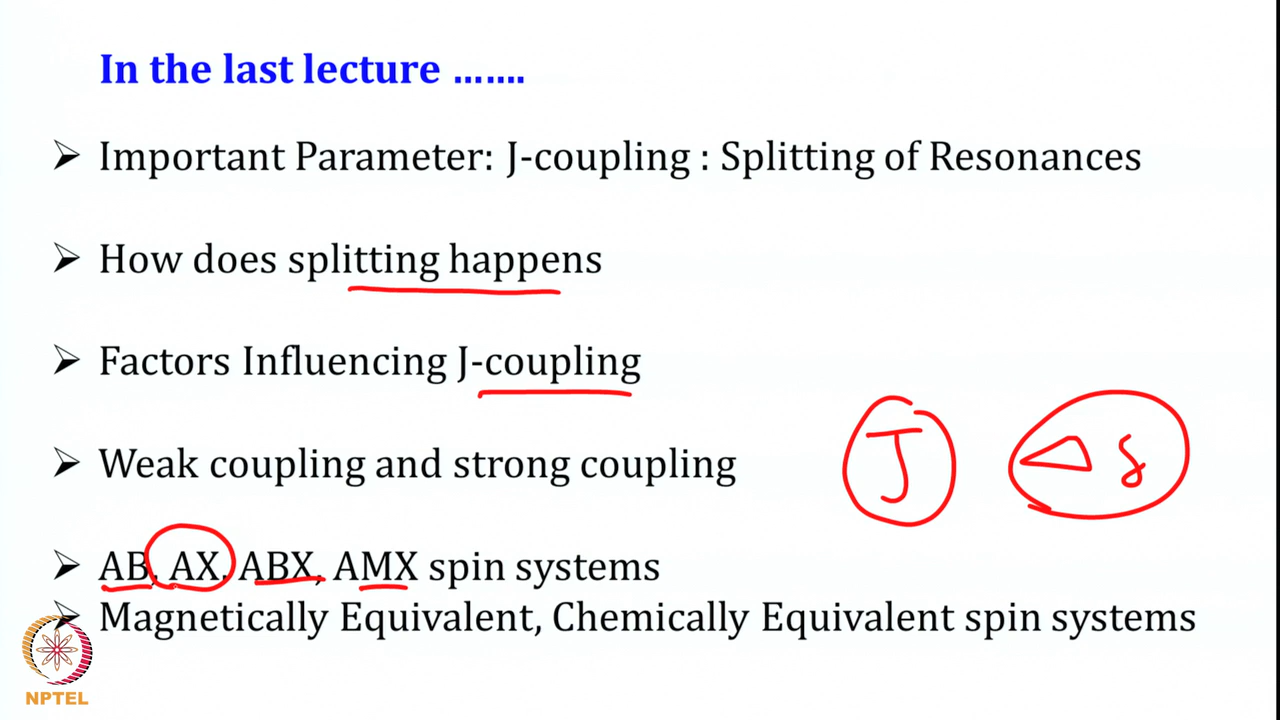 In the last lecture .......
➢ Important Parameter: J-coupling : Splitting of Resonances
➢ How does splitting happens
➢ Factors Influencing J-coupling
➢ Weak coupling and strong coupling
J Δ δ
➢ AB, AX, ABX, AMX spin systems
➢ Magnetically Equivalent, Chemically Equivalent spin systems
NPTEL